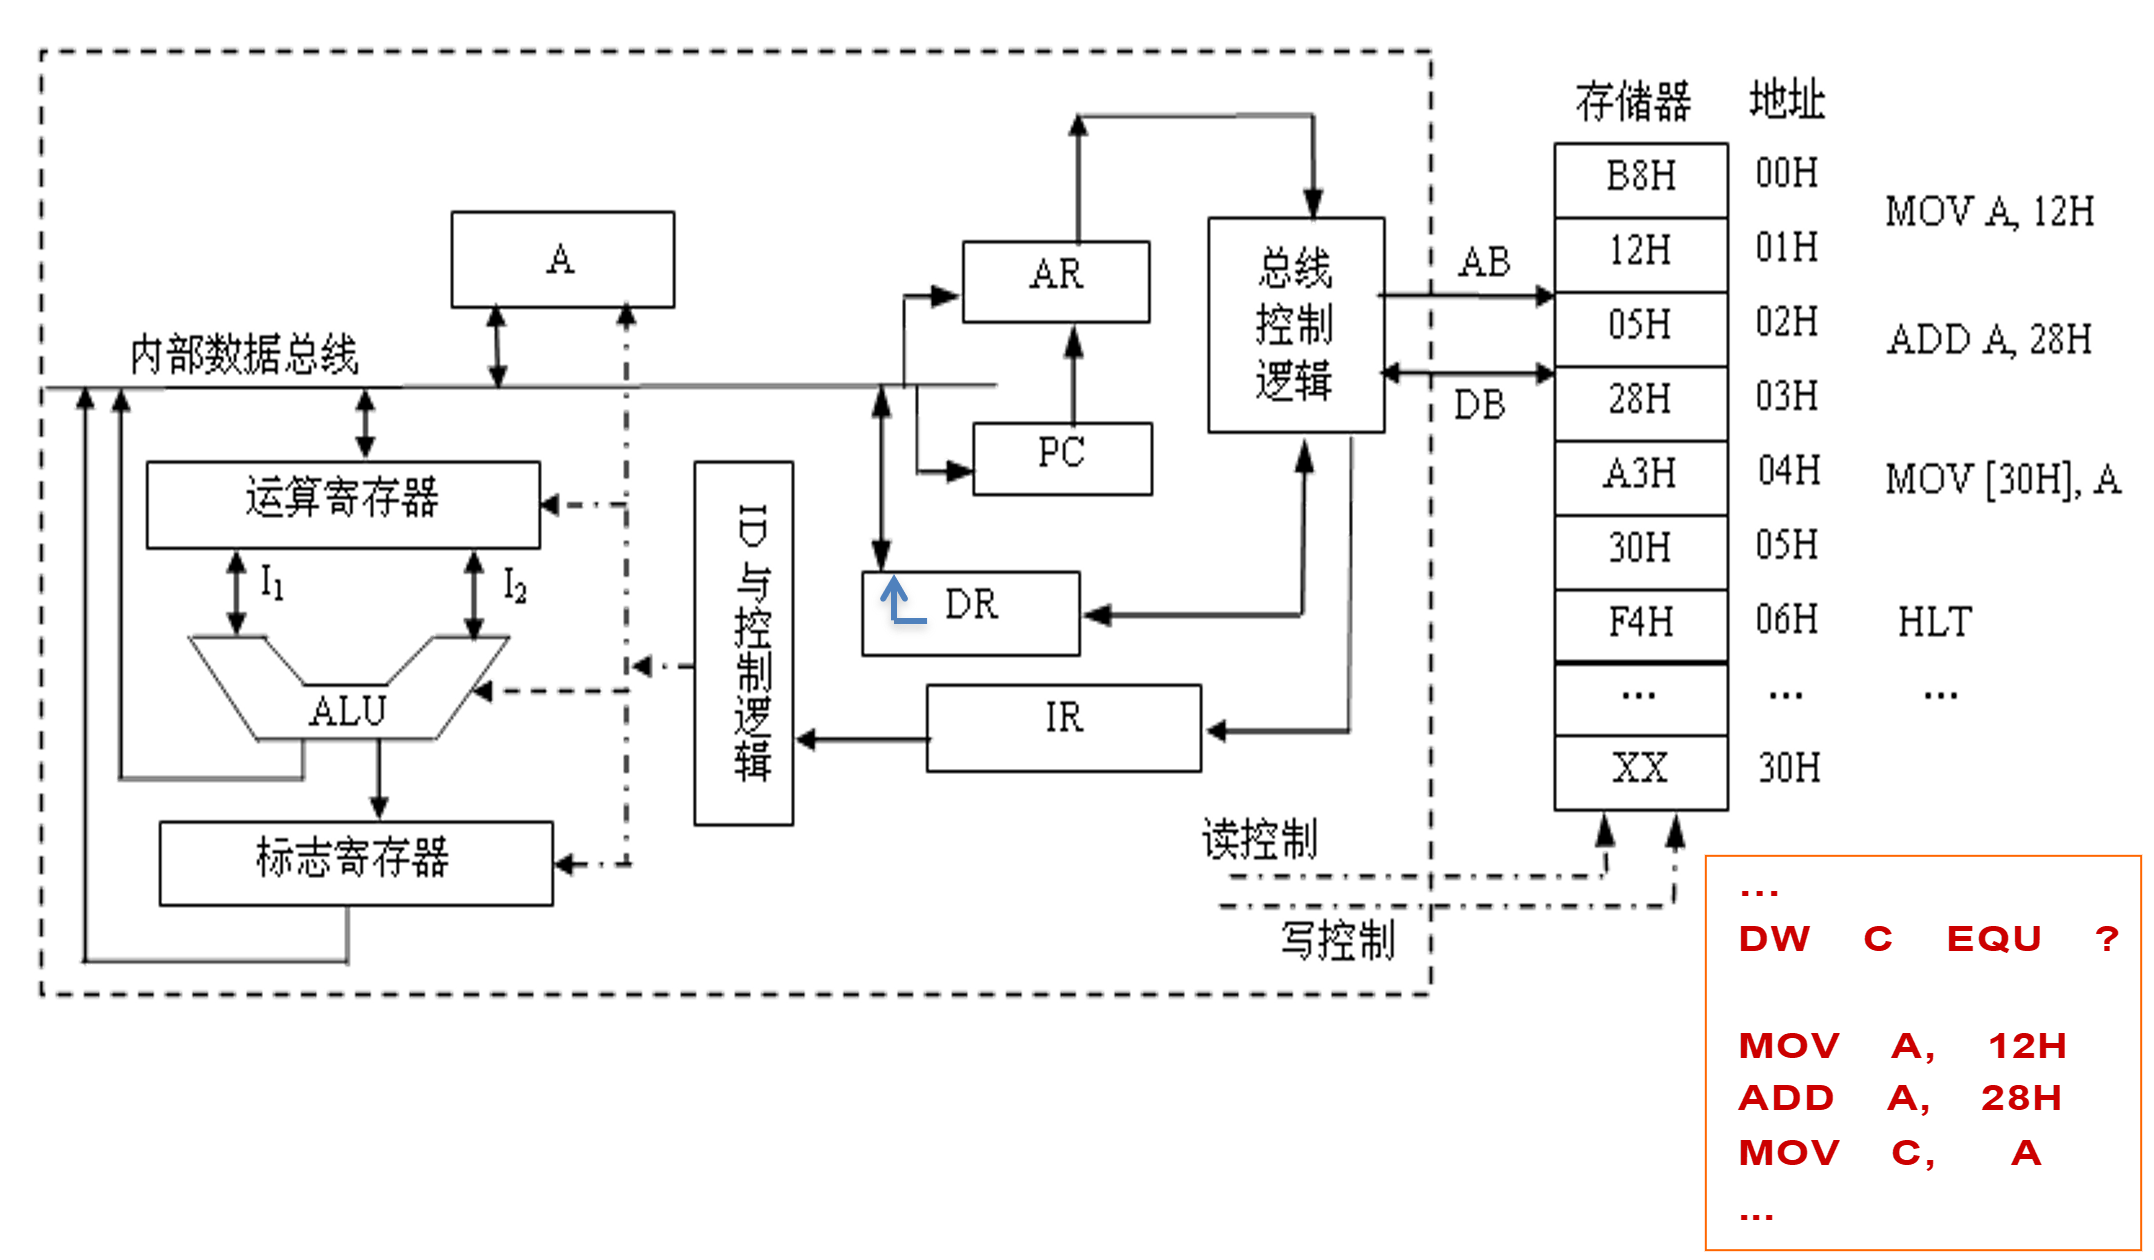 存储器 地址
B8H 00H
MOV A, 12H
12H 01H
05H 02H
ADD A, 28H
28H 03H
A3H 04H
MOV [30H], A
30H 05H
F4H 06H HLT
... ... ...
XX 30H
A
AR
总线
控制
逻辑
AB
DB
内部数据总线
PC
运算寄存器
I1
I2
ID与控制逻辑
DR
ALU
IR
标志寄存器
读控制
写控制
...
DW C EQU ?
MOV A, 12H
ADD A, 28H
MOV C, A
...